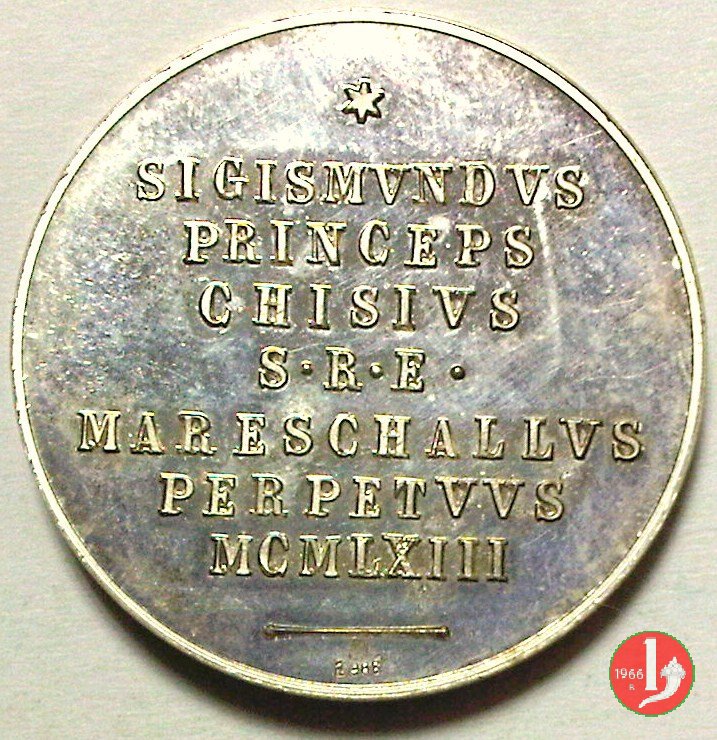 SIGISMVNDVS
PRINCEPS
CHISIVS
S·R·E·
MARESCHALLVS
PERPETVVS
MCMLXIII
1966